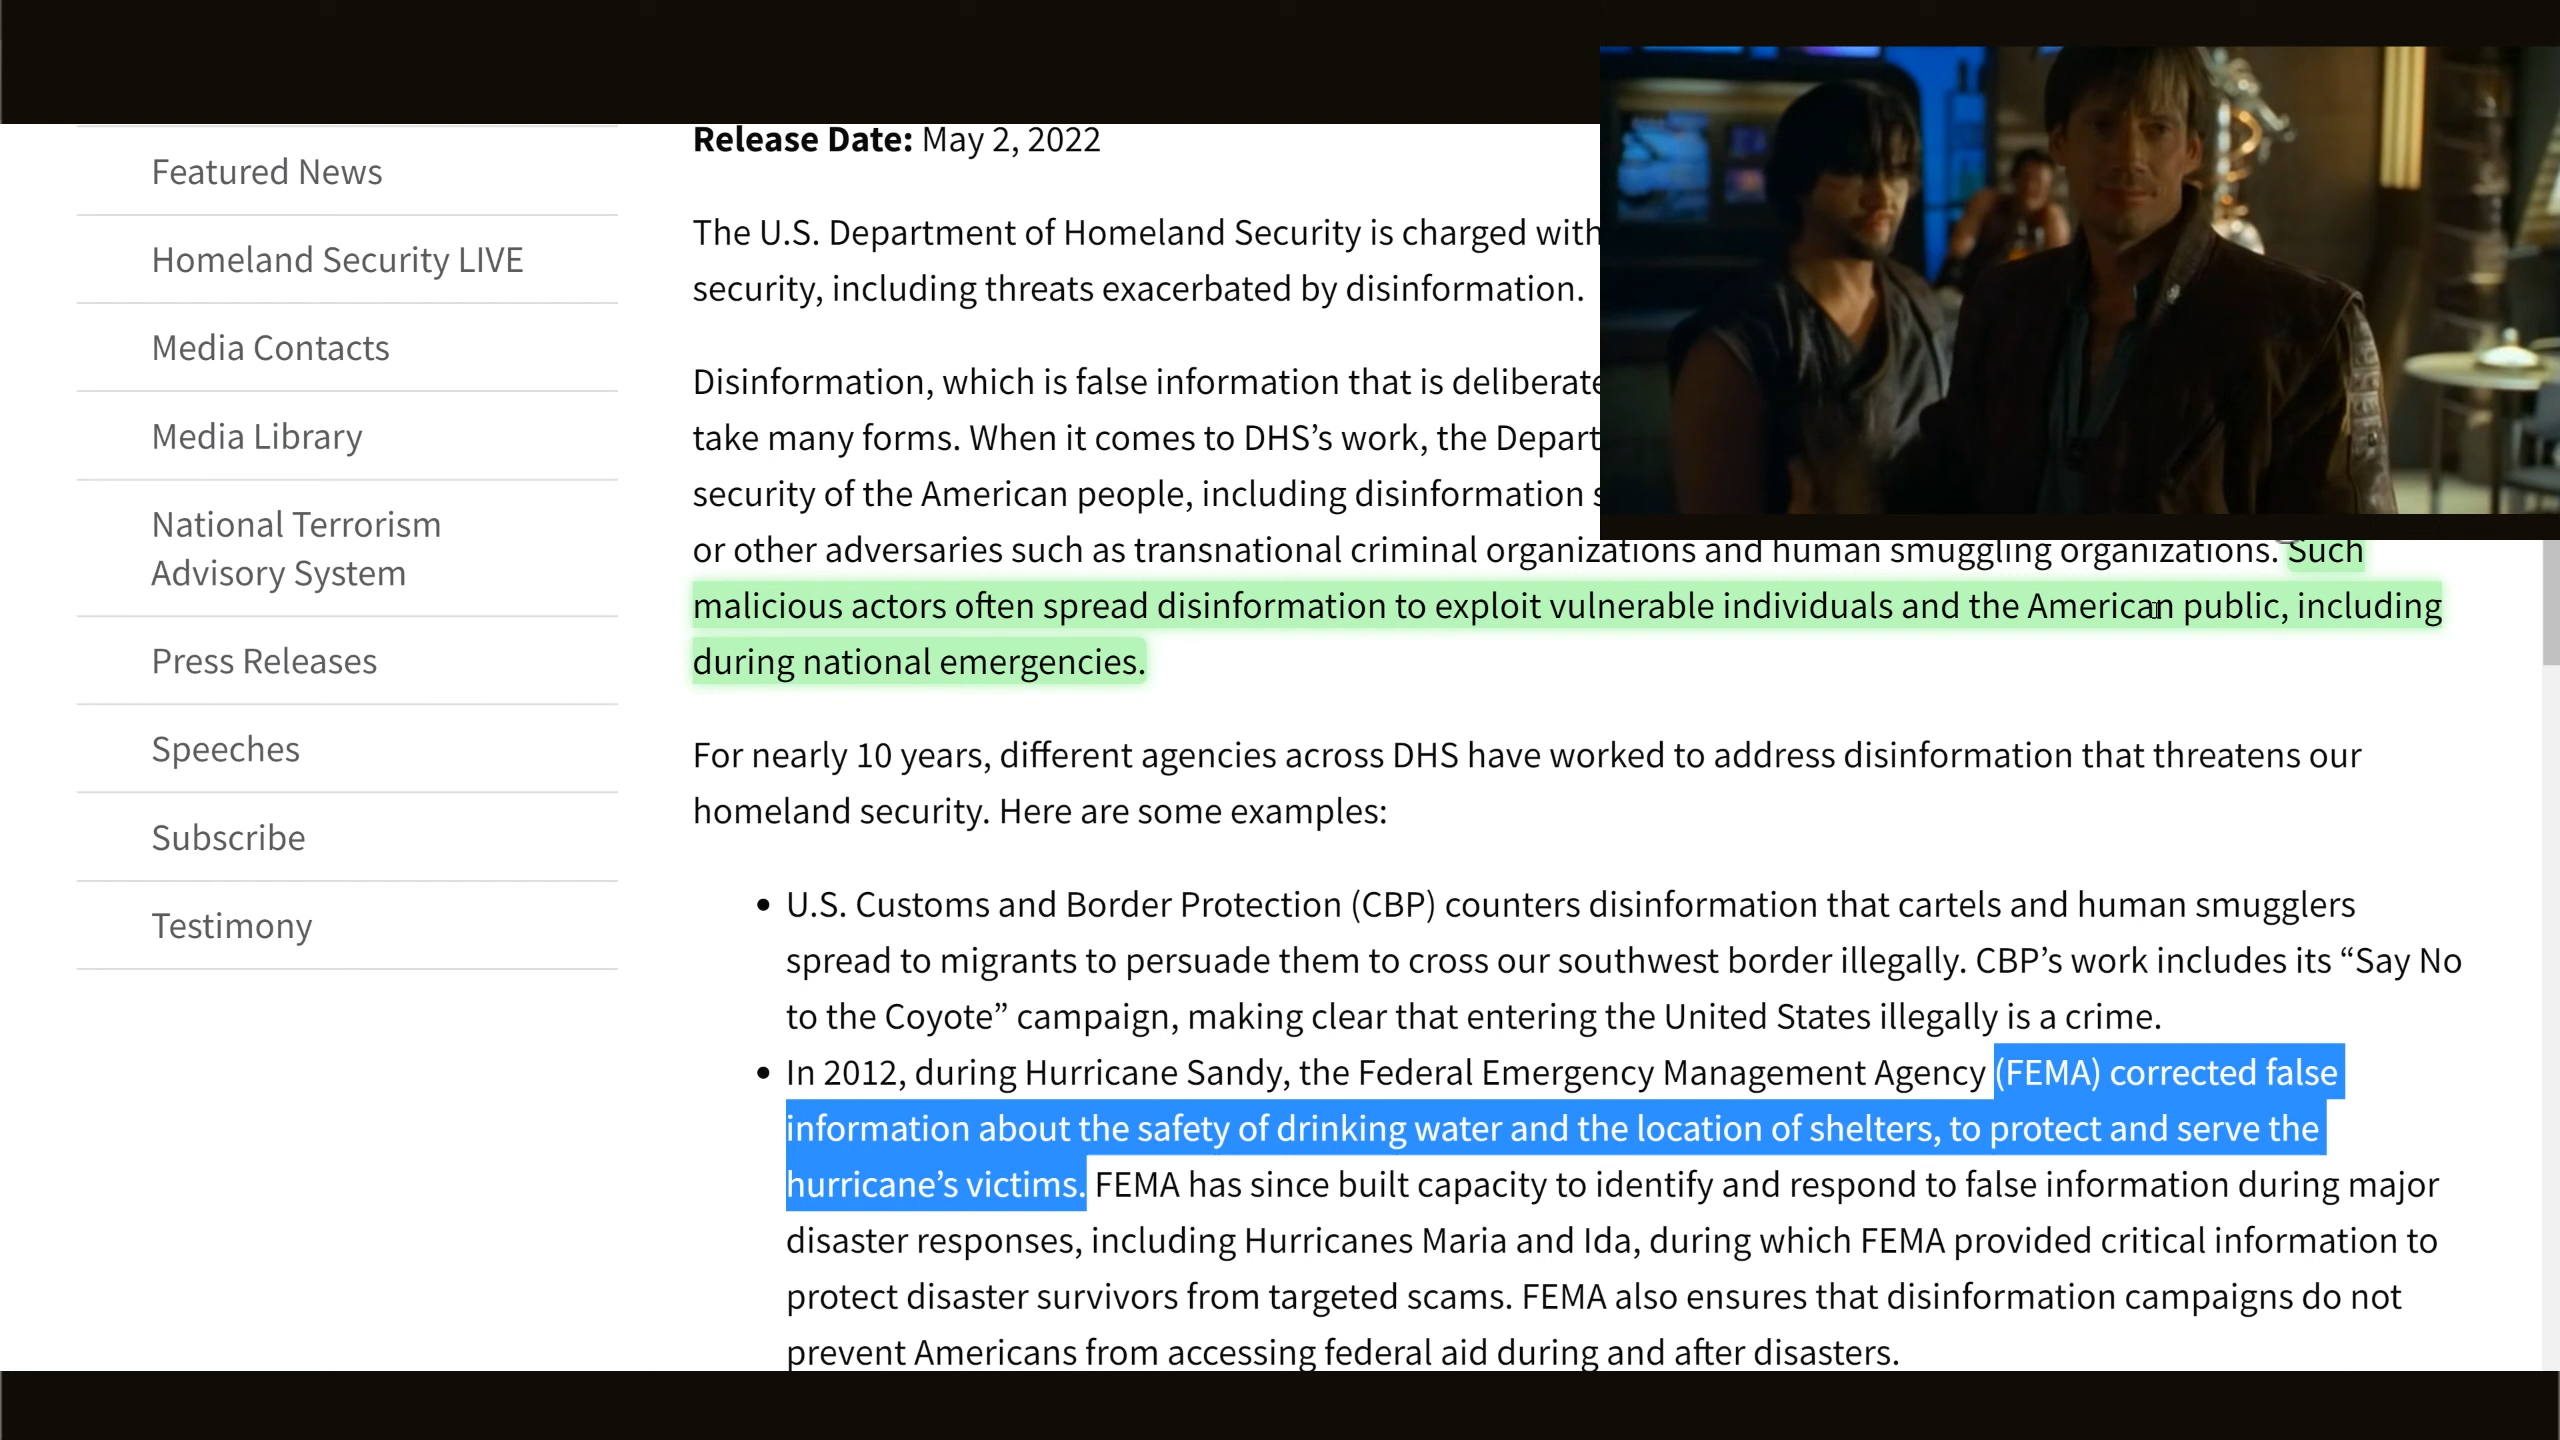 Featured News
Homeland Security LIVE
Media Contacts
Media Library
National Terrorism
Advisory System
Press Releases
Speeches
Subscribe
Testimony
Release Date: May 2, 2022
The U.S. Department of Homeland Security is charged with
security, including threats exacerbated by disinformation.
Disinformation, which is false information that is
take many forms. When it comes to DHS’s work, the
security of the American people, including disinformation
or other adversaries such as transnational criminal organizations and human smuggling organizations. Such
malicious actors often spread disinformation to exploit vulnerable individuals and the American public, including
during national emergencies.
For nearly 10 years, different agencies across DHS have worked to address disinformation that threatens our
homeland security. Here are some examples:
• U.S. Customs and Border Protection (CBP) counters disinformation that cartels and human smugglers
spread to migrants to persuade them to cross our southwest border illegally. CBP’s work includes its “Say No
to the Coyote” campaign, making clear that entering the United States illegally is a crime.
• In 2012, during Hurricane Sandy, the Federal Emergency Management Agency (FEMA) corrected false
information about the safety of drinking water and the location of shelters, to protect and serve the
hurricane’s victims. FEMA has since built capacity to identify and respond to false information during major
disaster responses, including Hurricanes Maria and Ida, during which FEMA provided critical information to
protect disaster survivors from targeted scams. FEMA also ensures that disinformation campaigns do not
prevent Americans from accessing federal aid during and after disasters.